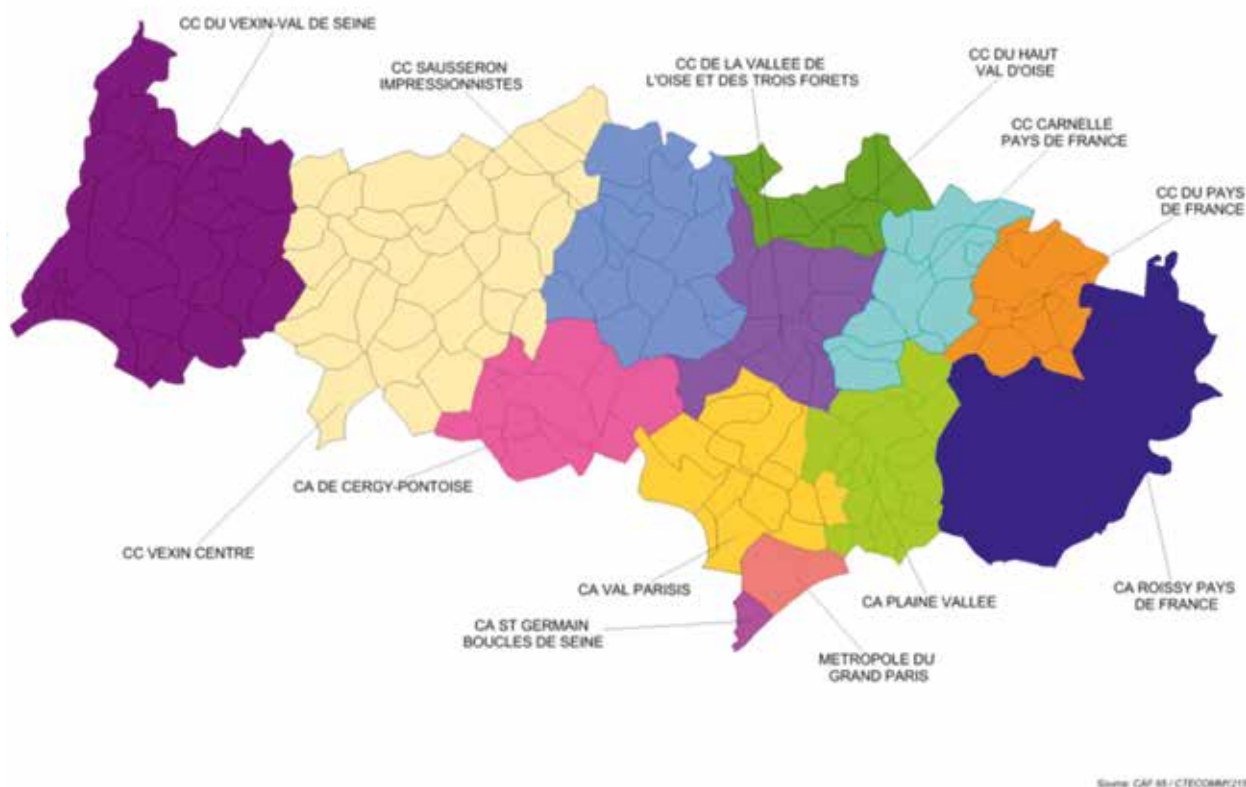 CC DU VEXIN-VAL DE SEINE
CC SAUSSERON
IMPRESSIONNISTES
CC DE LA VALLEE DE
L'OISE ET DES TROIS FORETS
CC DU HAUT
VAL D'OISE
CC CARNELLE
PAYS DE FRANCE
CC DU PAYS
DE FRANCE
CA DE CERGY-PONTOISE
CC VEXIN CENTRE
CA VAL PARISIS
CA PLAINE VALLEE
CA ROISSY PAYS
DE FRANCE
CA ST GERMAIN
BOUCLES DE SEINE
METROPOLE DU
GRAND PARIS
Source: CAF